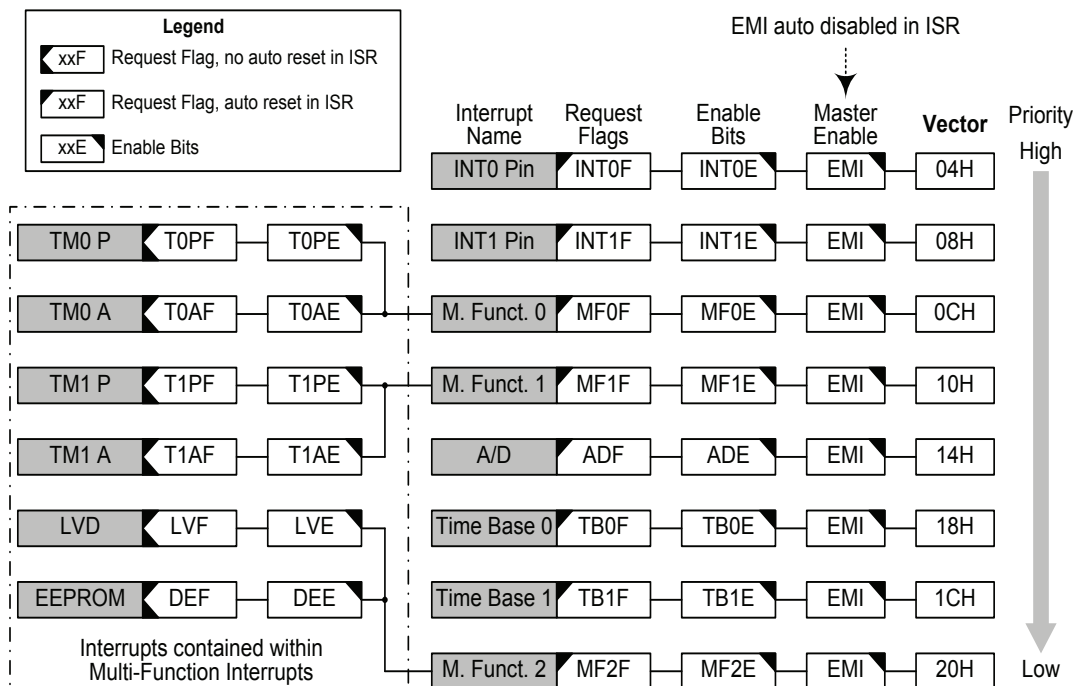 Legend
xxF Request Flag, no auto reset in ISR
xxF Request Flag, auto reset in ISR
xxE Enable Bits
EMI auto disabled in ISR
Interrupt Name
Request Flags
Enable Bits
Master Enable
Vector
Priority
High
INT0 Pin INT0F INT0E EMI 04H
TM0 P T0PF T0PE
INT1 Pin INT1F INT1E EMI 08H
TM0 A T0AF T0AE
M. Funct. 0 MF0F MF0E EMI 0CH
TM1 P T1PF T1PE
M. Funct. 1 MF1F MF1E EMI 10H
TM1 A T1AF T1AE
A/D ADF ADE EMI 14H
LVD LVF LVE
Time Base 0 TB0F TB0E EMI 18H
EEPROM DEF DEE
Time Base 1 TB1F TB1E EMI 1CH
Interrupts contained within
Multi-Function Interrupts
M. Funct. 2 MF2F MF2E EMI 20H
Low